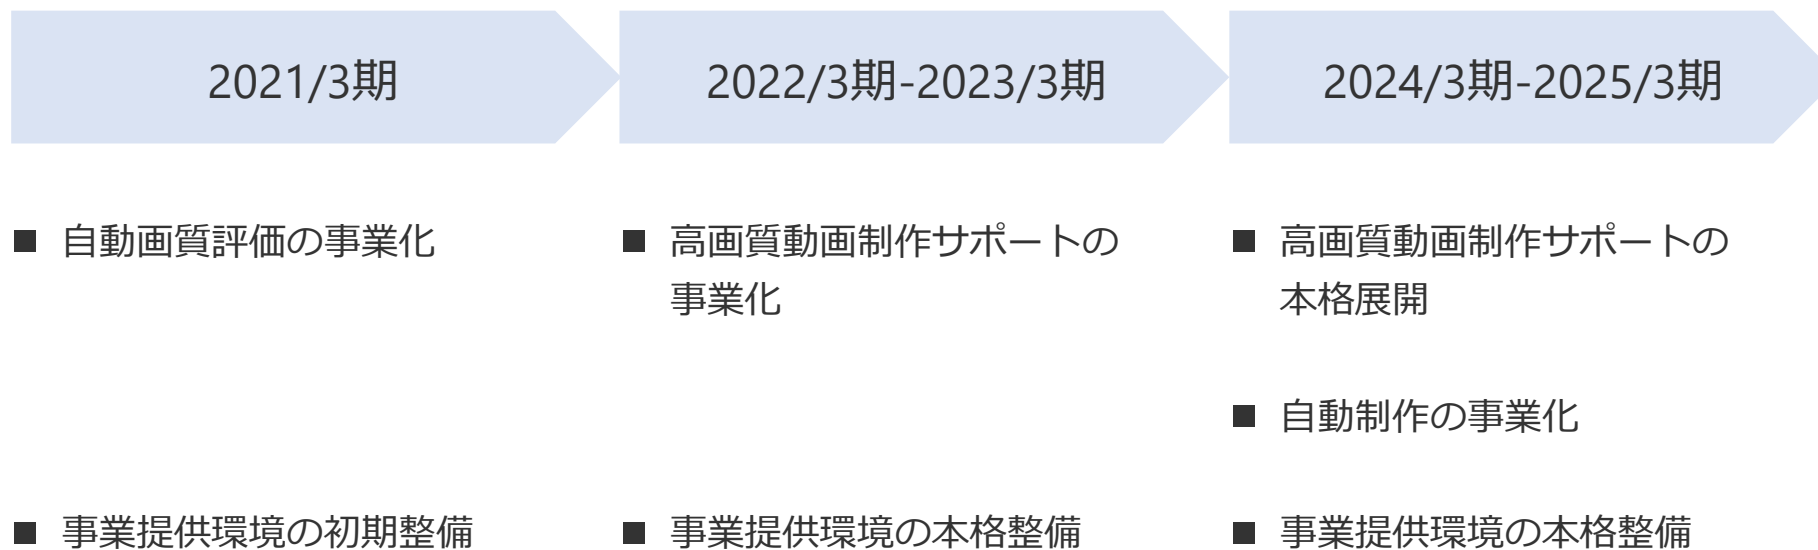 2021/3期
2022/3期-2023/3期
2024/3期-2025/3期
■ 自動画質評価の事業化
■ 事業提供環境の初期整備
■ 高画質動画制作サポートの
事業化
■ 事業提供環境の本格整備
■ 高画質動画制作サポートの
本格展開
■ 自動制作の事業化
■ 事業提供環境の本格整備